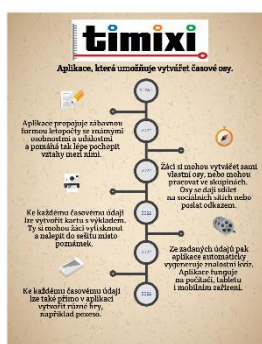 timixi
Aplikace, která umožňuje vytvářet časové osy.
Aplikace propojuje zábavnou
formou letopočty se známými
osobnostmi a událostmi
a pomáhá tak lépe pochopit
vztahy mezi nimi.
Žáci si mohou vytvářet sami
vlastní osy, nebo mohou
pracovat ve skupinách.
Osy se dají sdílet
na sociálních sítích nebo
poslat odkazem.
Ke každému časovému údaji
lze vytvořit kartu s výkladem.
Ty si mohou žáci vytisknout
a nalepit do sešitu místo
poznámek.
Ze zadaných údajů pak
aplikace automaticky
vygeneruje znalostní kvíz.
Aplikace funguje
na počítači, tabletu
i mobilním zařízení.
Ke každému časovému údaji
lze také přímo v aplikaci
vytvořit různé hry,
například pexeso.